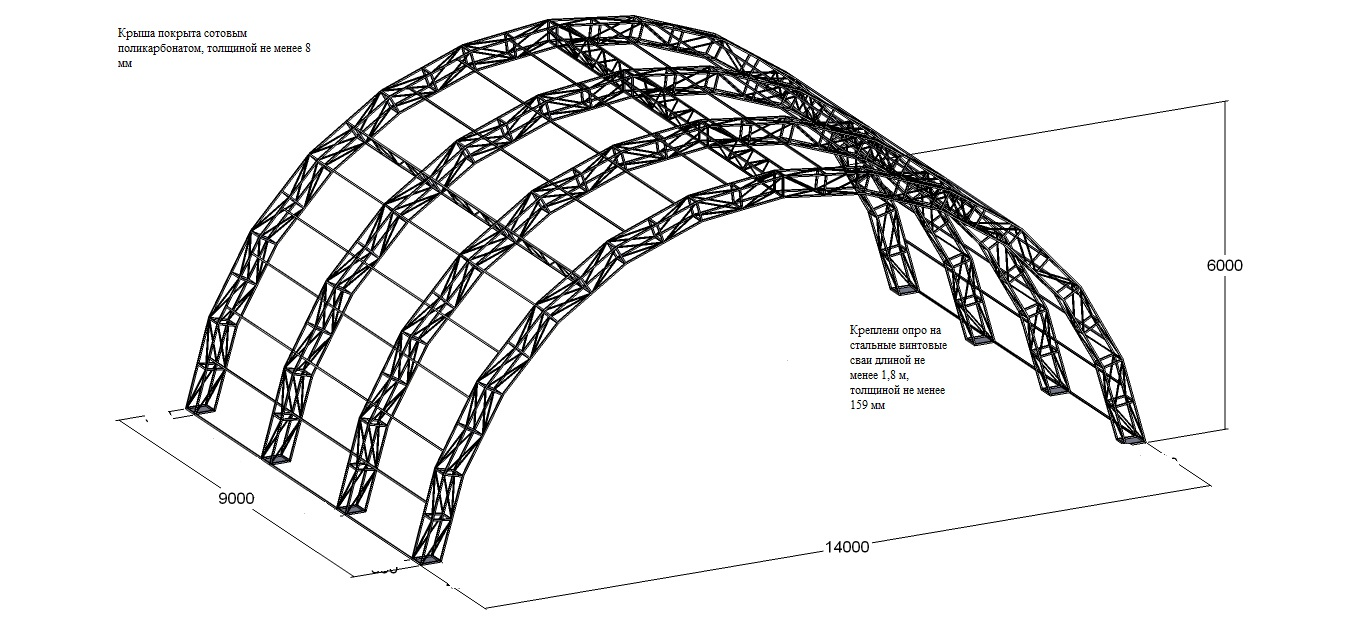 Крыша покрыта сотовым
поликарбонатом, толщиной не менее 8
мм
6000
Креплени опро на
стальные винтовые
сваи длиной не
менее 1,8 м,
толщиной не менее
159 мм
9000
14000